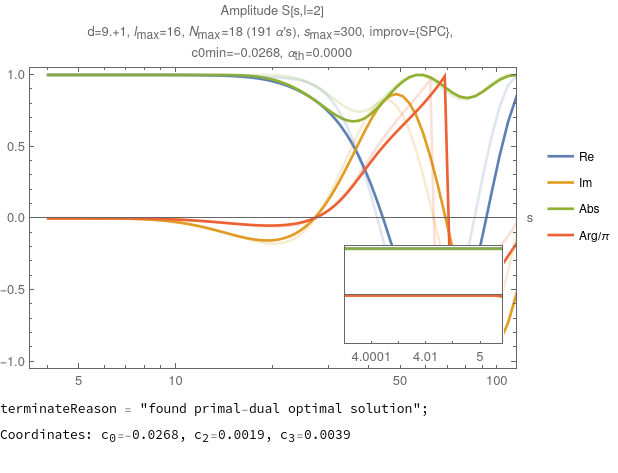 Amplitude S[s,l=2]
d=9.+1, lmax=16, Nmax=18 (191 α's), smax=300, improv={SPC},
c0min=-0.0268, αth=0.0000
1.0
0.5
0.0
-0.5
-1.0
s
Re
Im
Abs
Arg/π
4.0001 4.01 5
5 10 50 100
terminateReason = "found primal-dual optimal solution";
Coordinates: c0=-0.0268, c2=0.0019, c3=0.0039